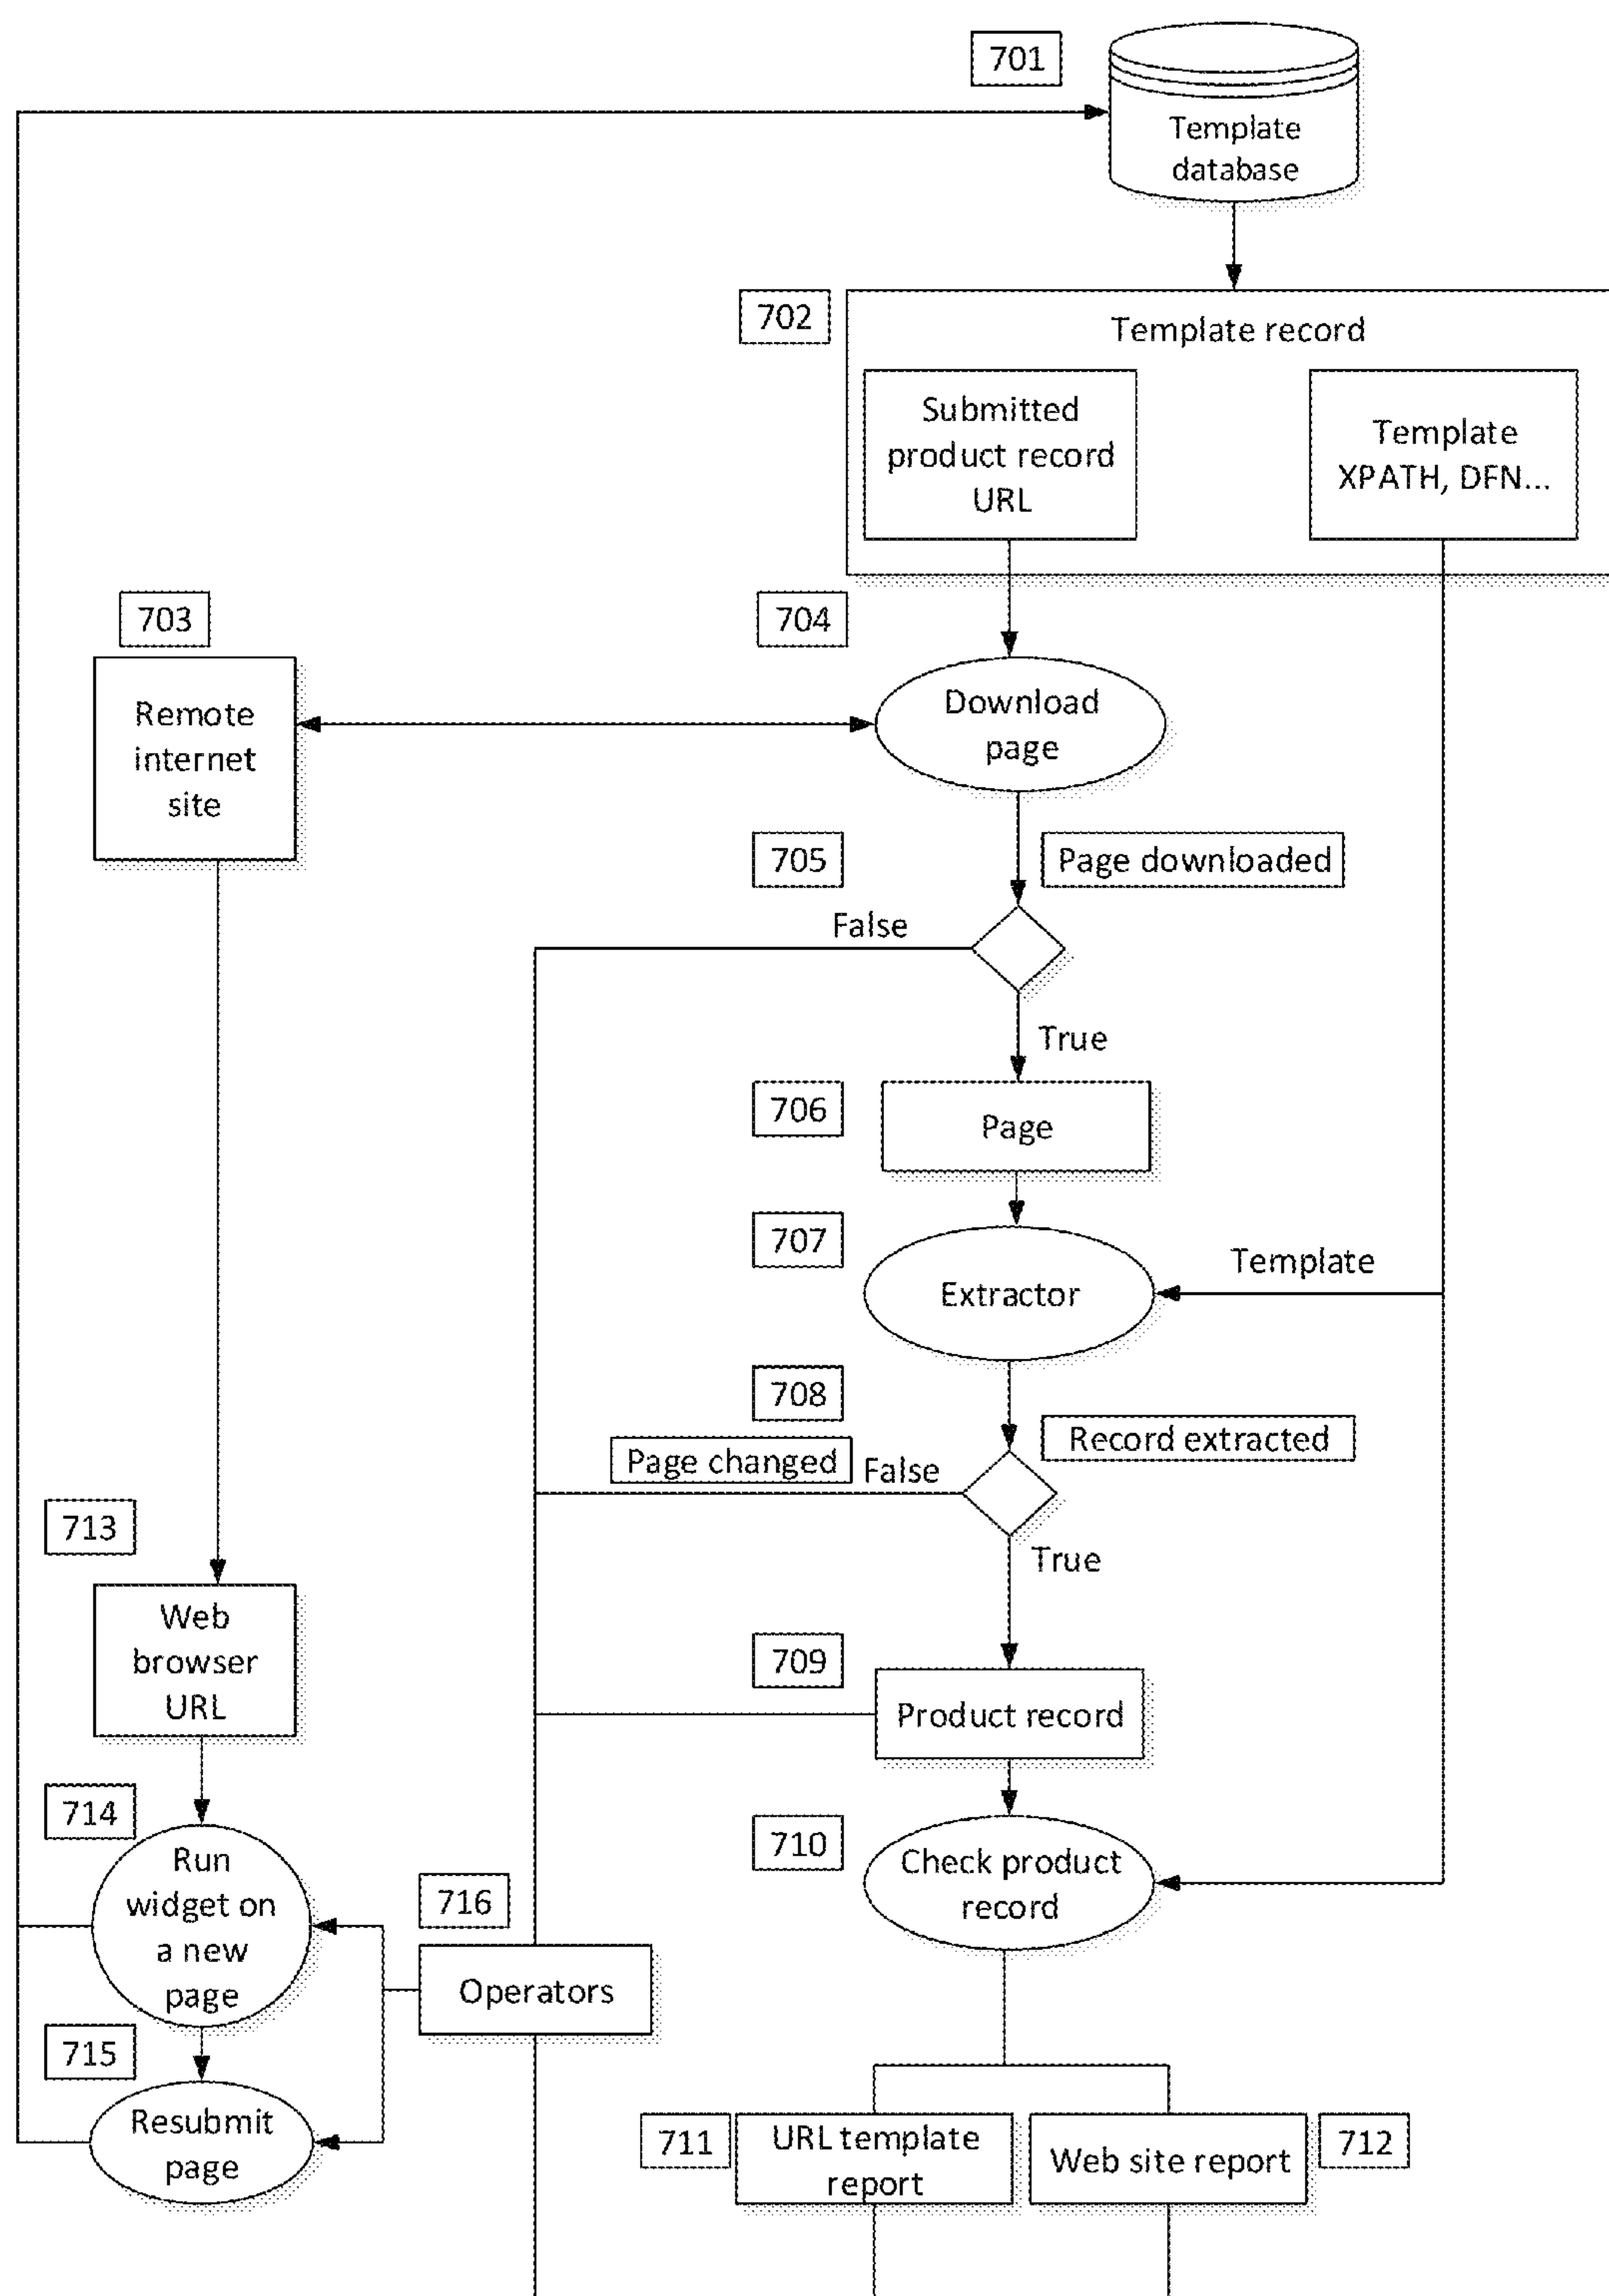 701
Template
database
702
Template record
Submitted
product record
URL
Template
XPATH, DFN...
703
704
Remote
internet
site
Download
page
705
Page downloaded
False
True
706
Page
707
Template
Extractor
708
Record extracted
Page changed
False
713
True
Web
browser
URL
709
Product record
714
710
Run
widget on
a new
page
Check product
record
716
Operators
715
Resubmit
page
711
URL template
report
Web site report
712